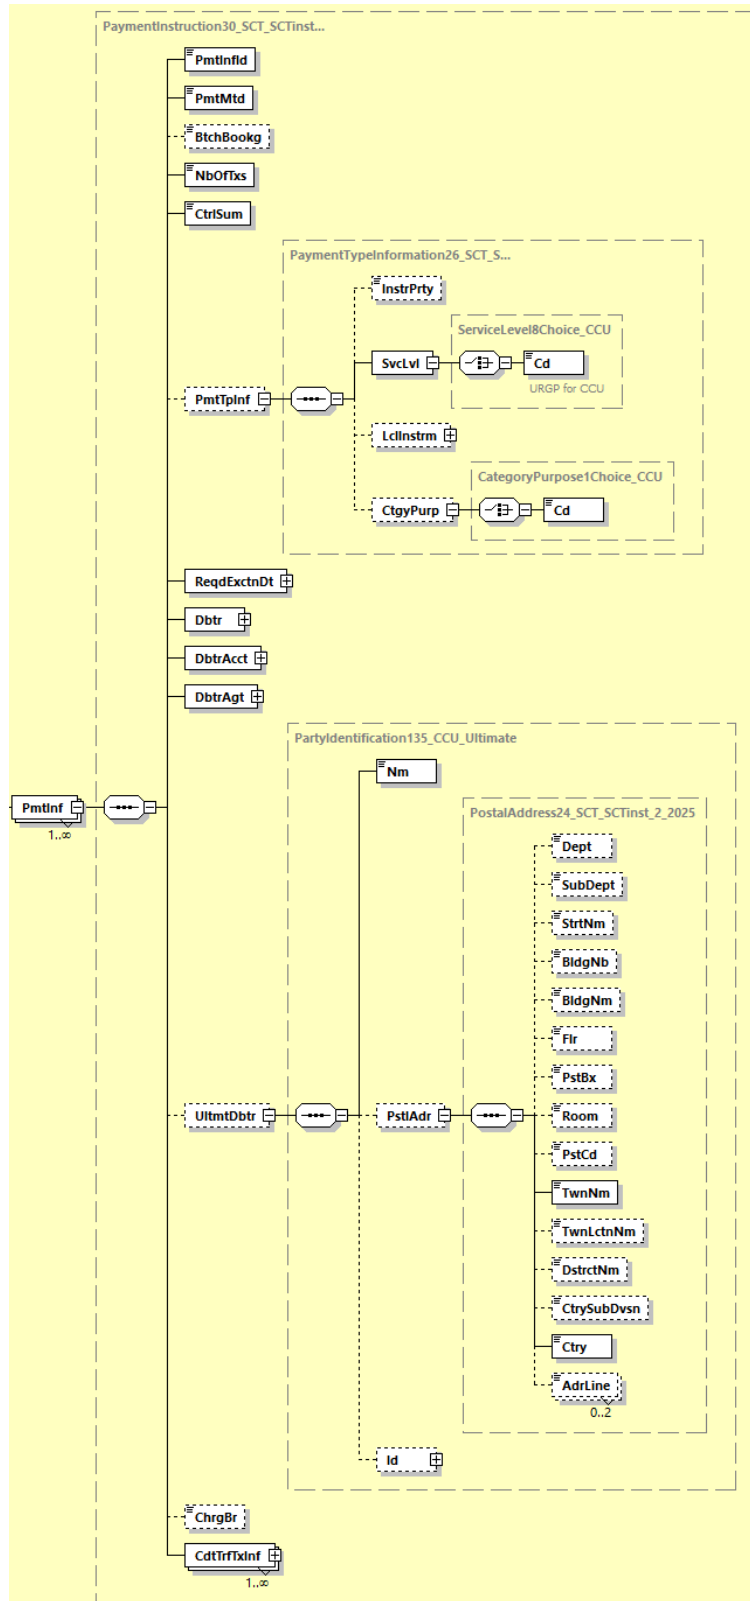 PaymentInstruction30_SCT_SCTinst...
PmtInfId
PmtMtd
BtchBookg
NbOfTxs
CtrlSum
PaymentTypeInformation26_SCT_S...
InstrPrty
ServiceLevel8Choice_CCU
SvcLvl
Cd
URGP for CCU
PmtTpInf
LclInstrm
CategoryPurpose1Choice_CCU
CtgyPurp
Cd
ReqdExctnDt
Dbtr
DbtrAcct
DbtrAgt
PartyIdentification135_CCU_Ultimate
Nm
PmtInf
1..∞
PostalAddress24_SCT_SCTinst_2_2025
Dept
SubDept
StrtNm
BldgNb
BldgNm
Flr
PstBx
UltmtDbtr
PstlAdr
Room
PstCd
TwnNm
TwnLctnNm
DstrctNm
CtrySubDvsn
Ctry
AdrLine
0..2
Id
ChrgBr
CdtTrfTxInf
1..∞